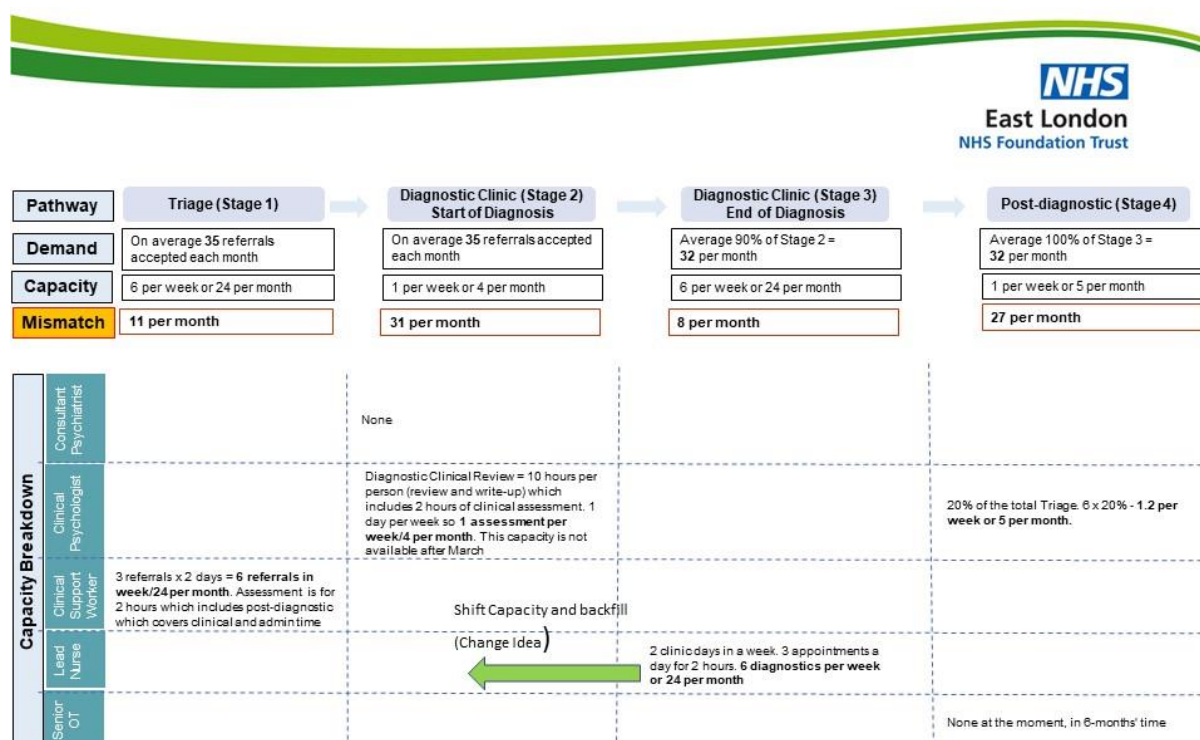 NHS
East London
NHS Foundation Trust
Pathway
Triage (Stage 1)
Diagnostic Clinic (Stage 2)
Start of Diagnosis
Diagnostic Clinic (Stage 3)
End of Diagnosis
Post-diagnostic (Stage 4)
Demand
On average 35 referrals
accepted each month
On average 35 referrals accepted
each month
Average 90% of Stage 2 =
32 per month
Average 100% of Stage 3 =
32 per month
Capacity
6 per week or 24 per month
1 per week or 4 per month
6 per week or 24 per month
1 per week or 5 per month
Mismatch
11 per month
31 per month
8 per month
27 per month
Capacity Breakdown
Consultant
Psychiatrist
None
Clinical
Psychologist
Diagnostic Clinical Review = 10 hours per
person (review and write-up) which
includes 2 hours of clinical assessment. 1
day per week so 1 assessment per
week/4 per month. This capacity is not
available after March
20% of the total Triage. 6 x 20% - 1.2 per
week or 5 per month.
Clinical
Support
Worker
3 referrals x 2 days = 6 referrals in
week/24 per month. Assessment is for
2 hours which includes post-diagnostic
which covers clinical and admin time
Shift Capacity and backfill
(Change Idea)
Lead
Nurse
2 clinic days in a week. 3 appointments a
day for 2 hours. 6 diagnostics per week
or 24 per month
Senior
OT
None at the moment, in 6-months' time